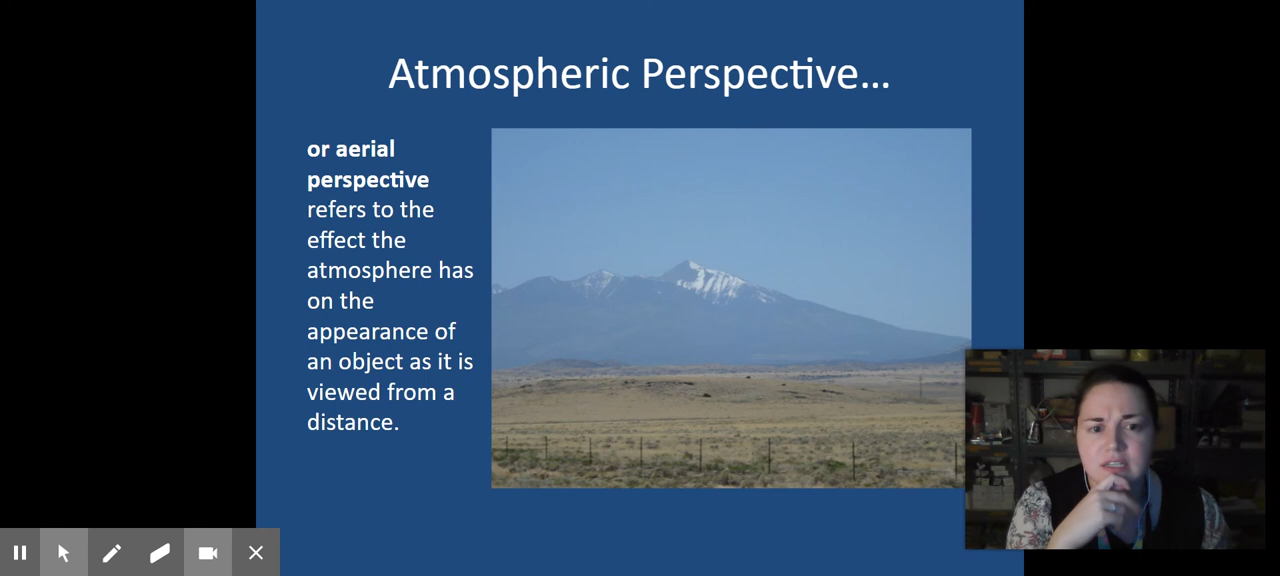 Atmospheric Perspective...
or aerial
perspective
refers to the
effect the
atmosphere has
on the
appearance of
an object as it is
viewed from a
distance.